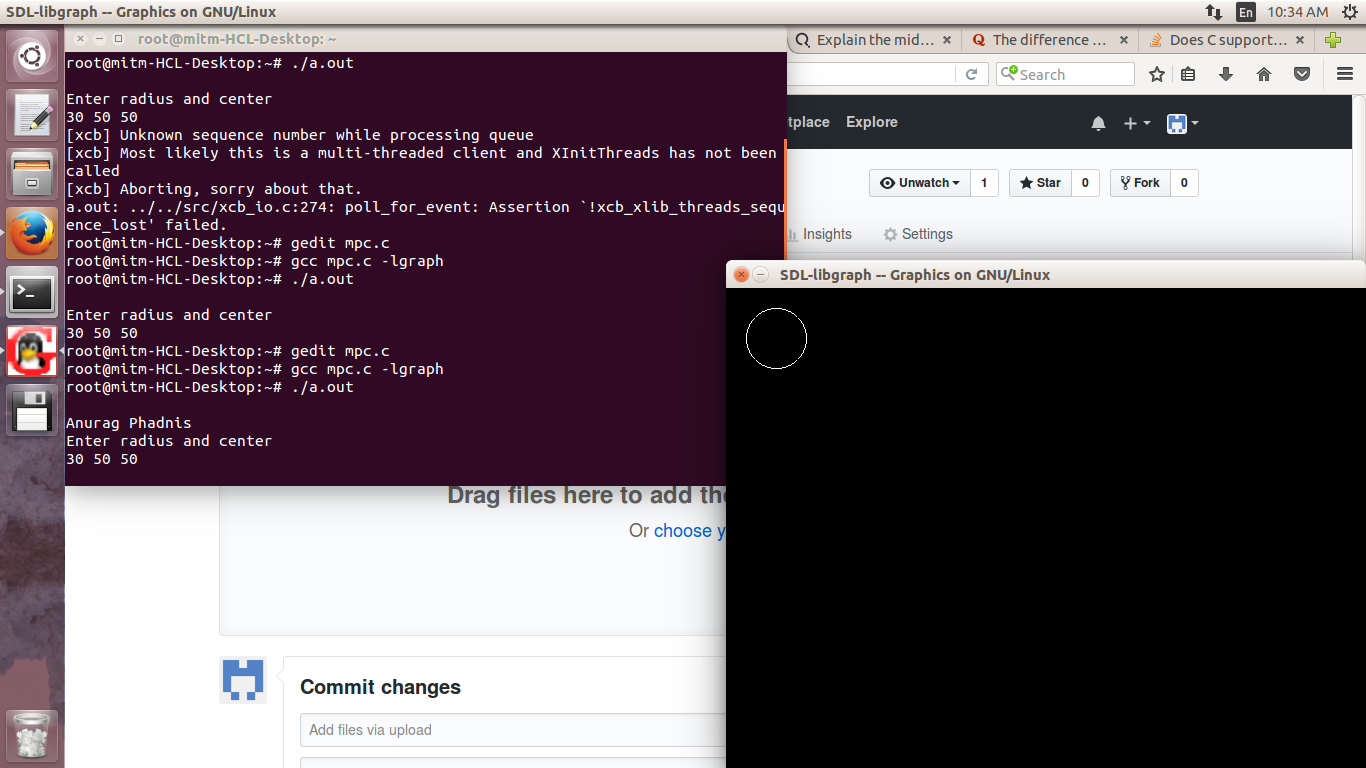 SDL-libgraph -- Graphics on GNU/Linux
En
10:34 AM
root@mitm-HCL-Desktop: ~
root@mitm-HCL-Desktop:~# ./a.out
Enter radius and center
30 50 50
[xcb] Unknown sequence number while processing queue
[xcb] Most likely this is a multi-threaded client and XInitThreads has not been
called
[xcb] Aborting, sorry about that.
a.out: ../../src/xcb_io.c:274: poll_for_event: Assertion `!xcb_xlib_threads_sequ
ence_lost' failed.
root@mitm-HCL-Desktop:~# gedit mpc.c
root@mitm-HCL-Desktop:~# gcc mpc.c -lgraph
root@mitm-HCL-Desktop:~# ./a.out
Enter radius and center
30 50 50
root@mitm-HCL-Desktop:~# gedit mpc.c
root@mitm-HCL-Desktop:~# gcc mpc.c -lgraph
root@mitm-HCL-Desktop:~# ./a.out
Anurag Phadnis
Enter radius and center
30 50 50
Explain the mid...
The difference ...
Does C support...
Search
tplace
Explore
Unwatch
1
Star
0
Fork
0
Insights
Settings
SDL-libgraph -- Graphics on GNU/Linux
Drag files here to add the
Or choose y
Commit changes
Add files via upload